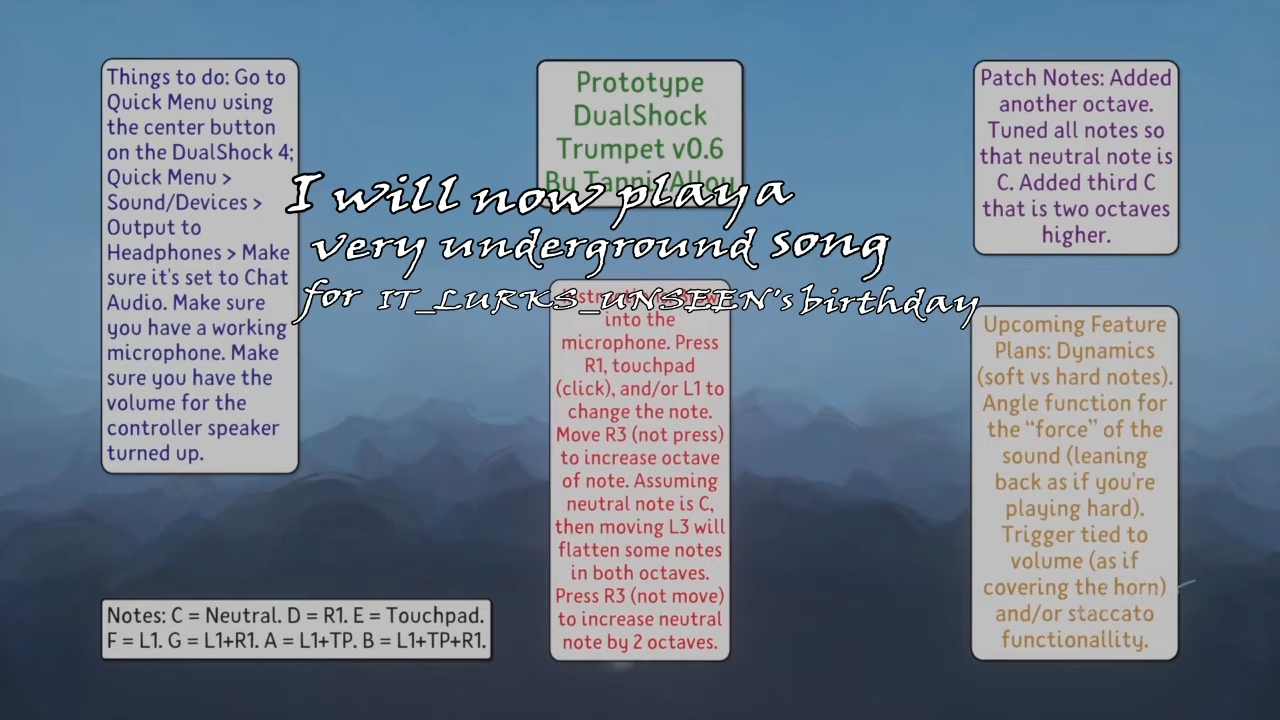 Things to do: Go to
Quick Menu using
the center button
on the DualShock 4;
Quick Menu >
Sound/Devices >
Output to
Headphones > Make
sure it's set to Chat
Audio. Make sure
you have a working
microphone. Make
sure you have the
volume for the
controller speaker
turned up.
Prototype
DualShock
Trumpet v0.6
By
Patch Notes: Added
another octave.
Tuned all notes so
that neutral note is
C. Added third C
that is two octaves
higher.
I will now play a
very underground song
for IT_LURKS_UNSEEN's birthday
into the
microphone. Press
R1, touchpad
(click), and/or L1 to
change the note.
Move R3 (not press)
to increase octave
of note. Assuming
neutral note is C,
then moving L3 will
flatten some notes
in both octaves.
Press R3 (not move)
to increase neutral
note by 2 octaves.
Upcoming Feature
Plans: Dynamics
(soft vs hard notes).
Angle function for
the “force” of the
sound (leaning
back as if you're
playing hard).
Trigger tied to
volume (as if
covering the horn)
and/or staccato
functionallity.
Notes: C = Neutral. D = R1. E = Touchpad.
F = L1. G = L1+R1. A = L1+TP. B = L1+TP+R1.